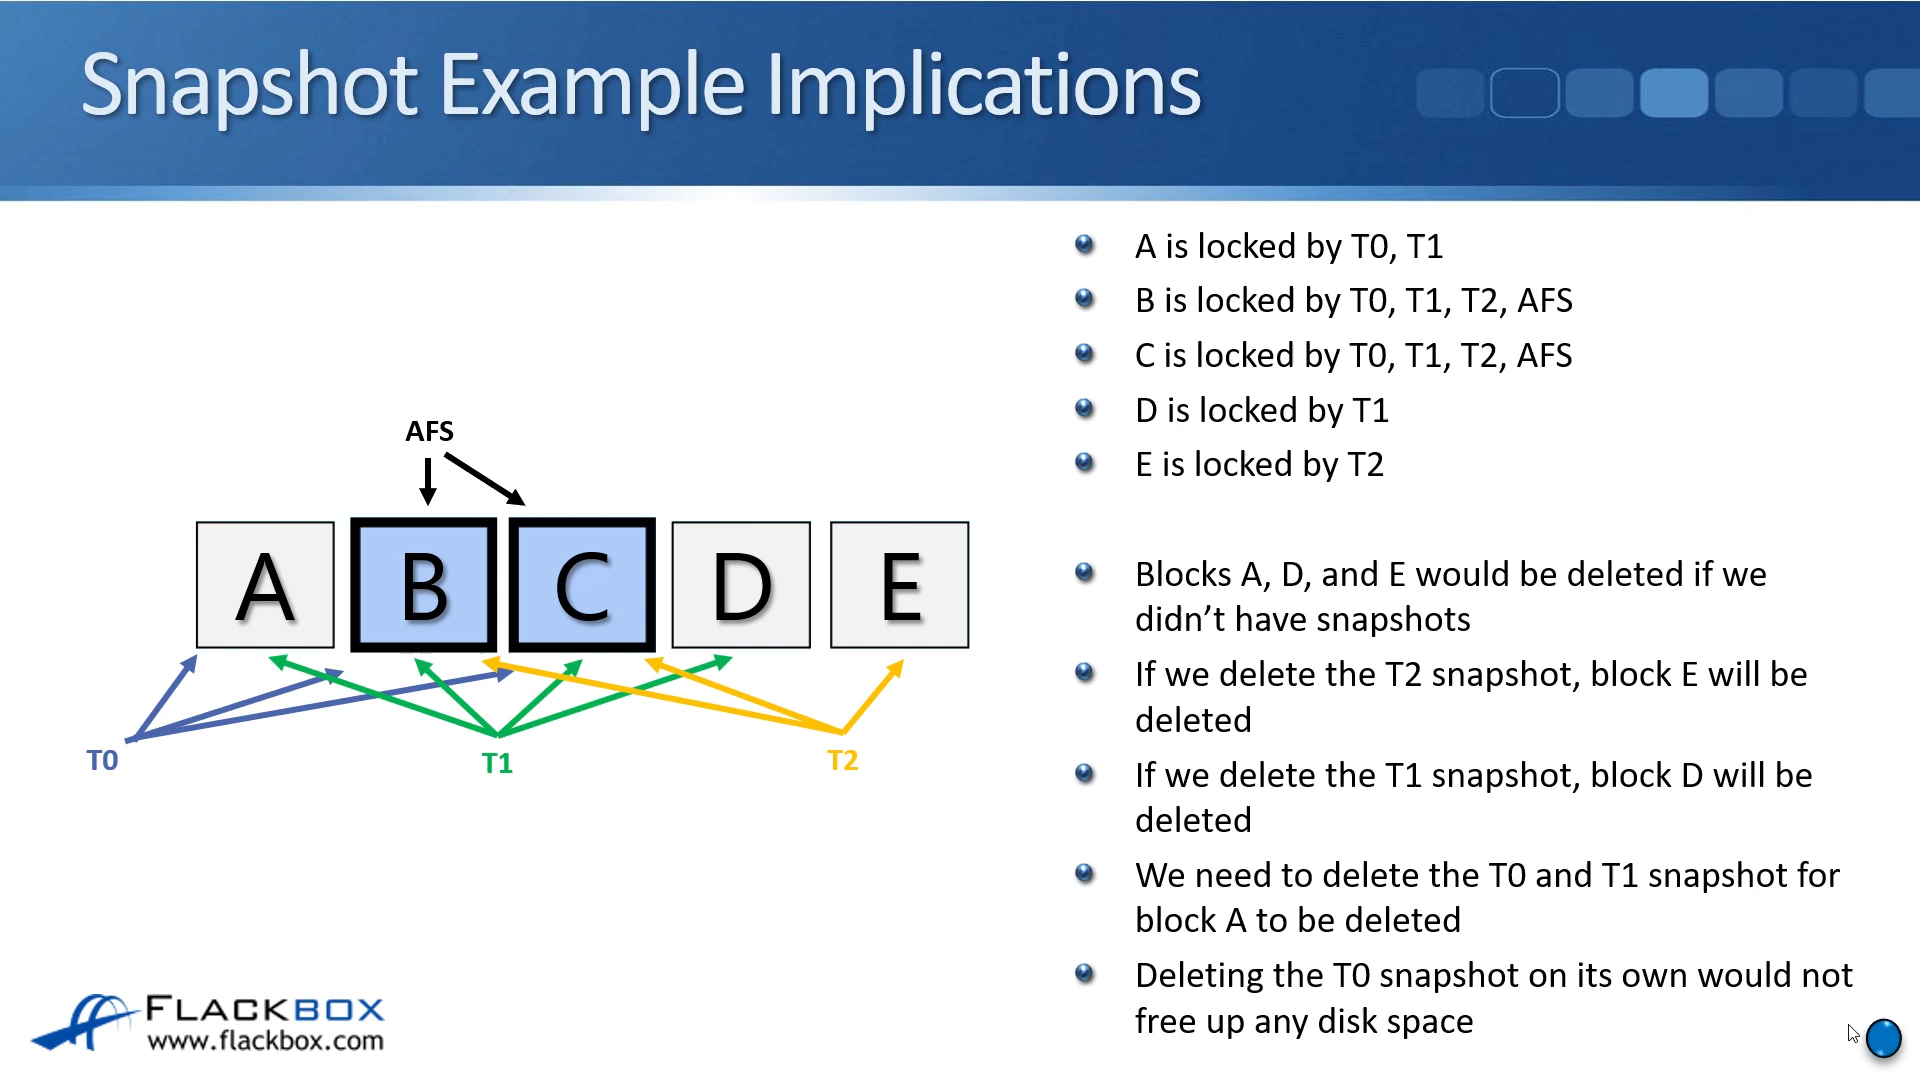 Snapshot Example Implications
A is locked by T0, T1
B is locked by T0, T1, T2, AFS
C is locked by T0, T1, T2, AFS
D is locked by T1
E is locked by T2
Blocks A, D, and E would be deleted if we
didn’t have snapshots
If we delete the T2 snapshot, block E will be
deleted
If we delete the T1 snapshot, block D will be
deleted
We need to delete the T0 and T1 snapshot for
block A to be deleted
Deleting the T0 snapshot on its own would not
free up any disk space
AFS
A B C D E
T0 T1 T2
FLACKBOX
www.flackbox.com